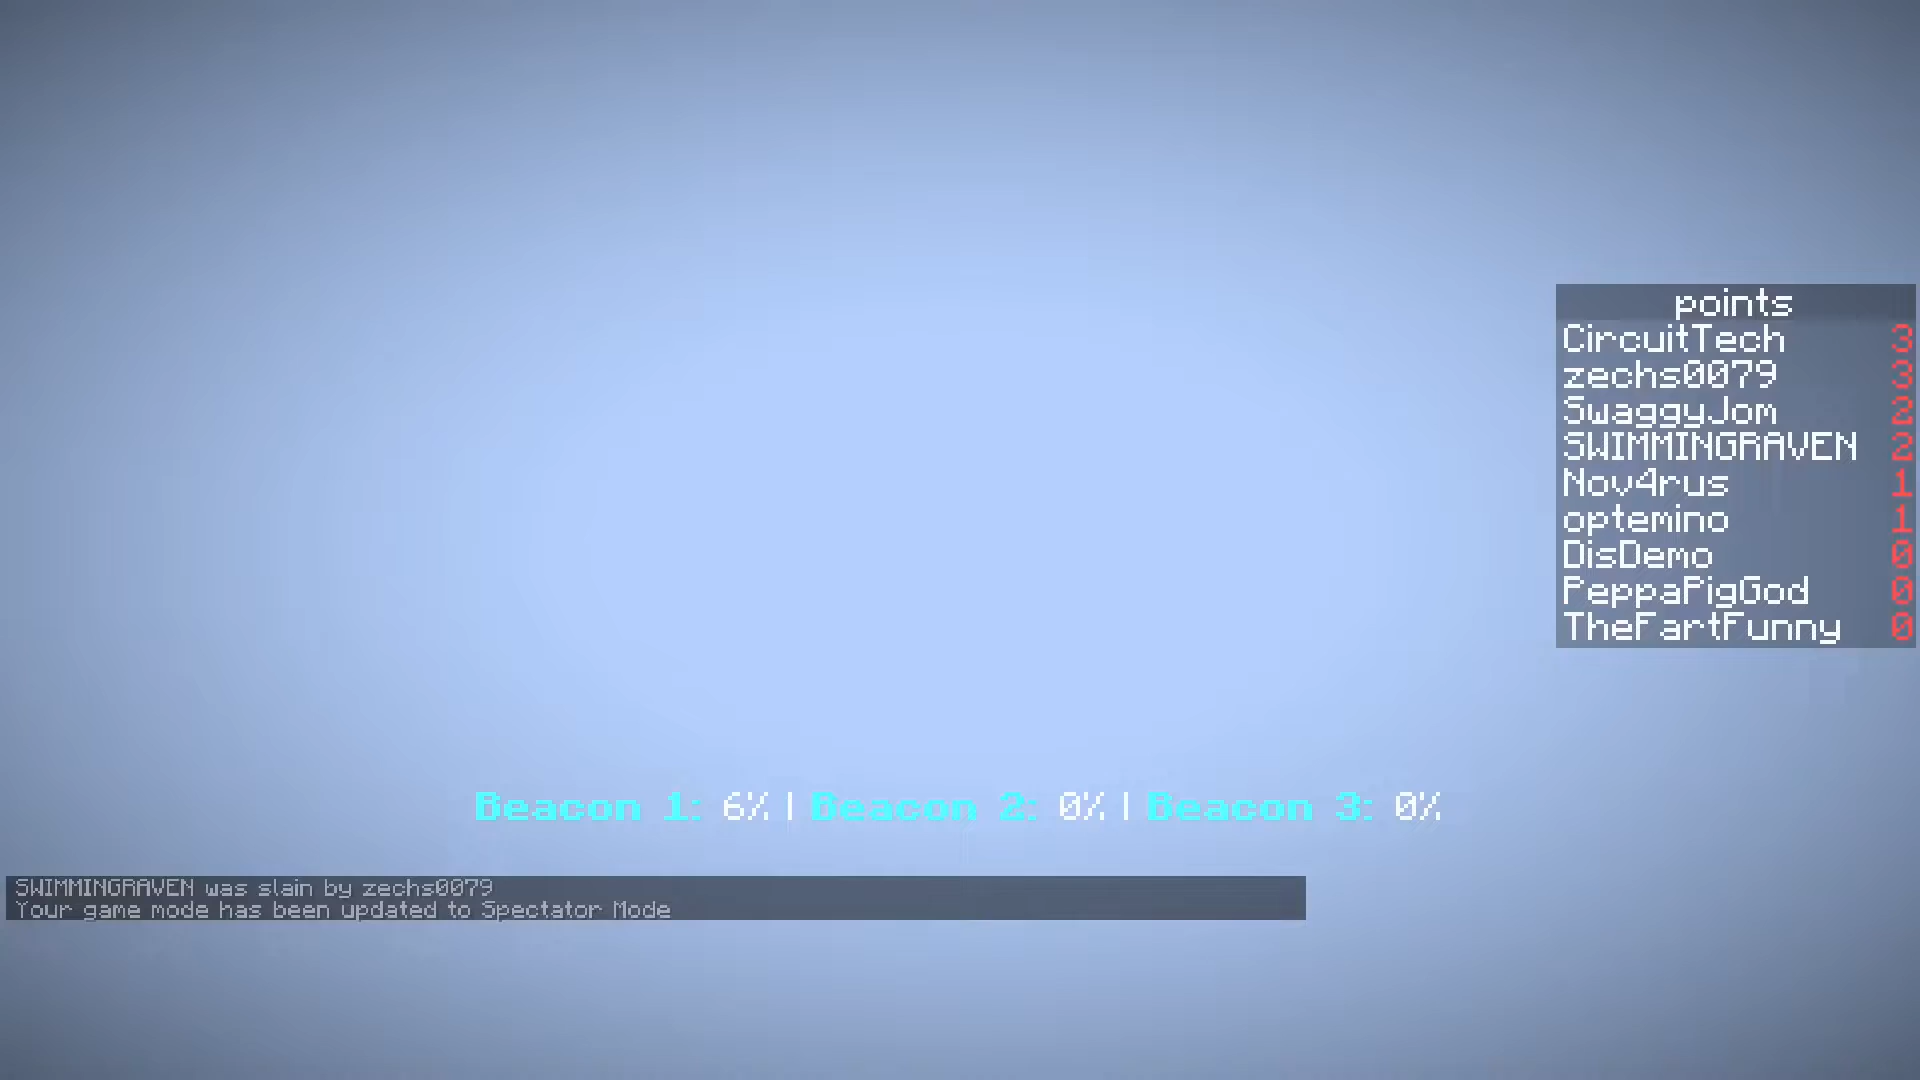 points
CircuitTech 3
zechs0079 3
SwaggyJom 2
SWIMMINGRAVEN 2
Nov4rus 1
optemino 1
DisDemo 0
PeppaPigGod 0
TheFartFunny 0
Beacon 1: 6% | Beacon 2: 0% | Beacon 3: 0%
SWIMMINGRAVEN was slain by zechs0079
Your game mode has been updated to Spectator Mode